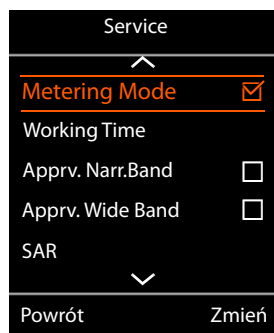 Service
Metering Mode
Working Time
Apprv. Narr.Band
Apprv. Wide Band
SAR
Powrót Zmień